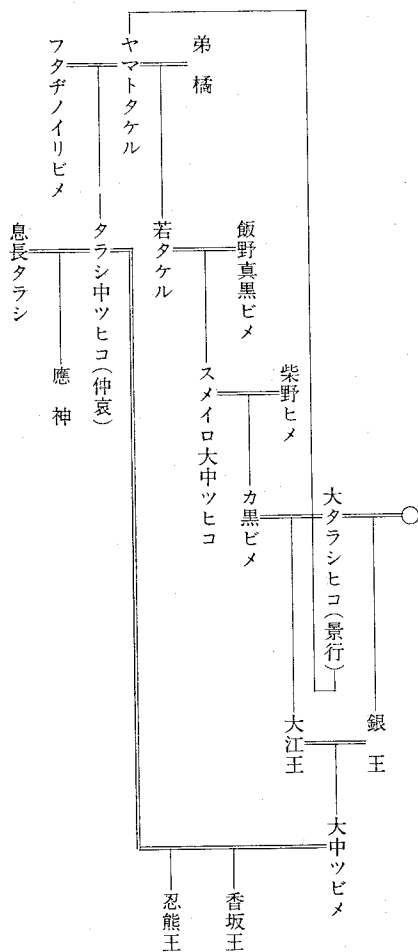 弟橘
ヤマトタケル
フタヂノイリビメ
飯野真黒ビメ
若タケル
タラシ中ツヒコ(仲哀)
息長タラシ
應神
柴野ヒメ
スメイロ大中ツヒコ
カ黒ビメ
大タラシヒコ(景行)
銀王
大江王
大中ツビメ
香坂王
忍熊王